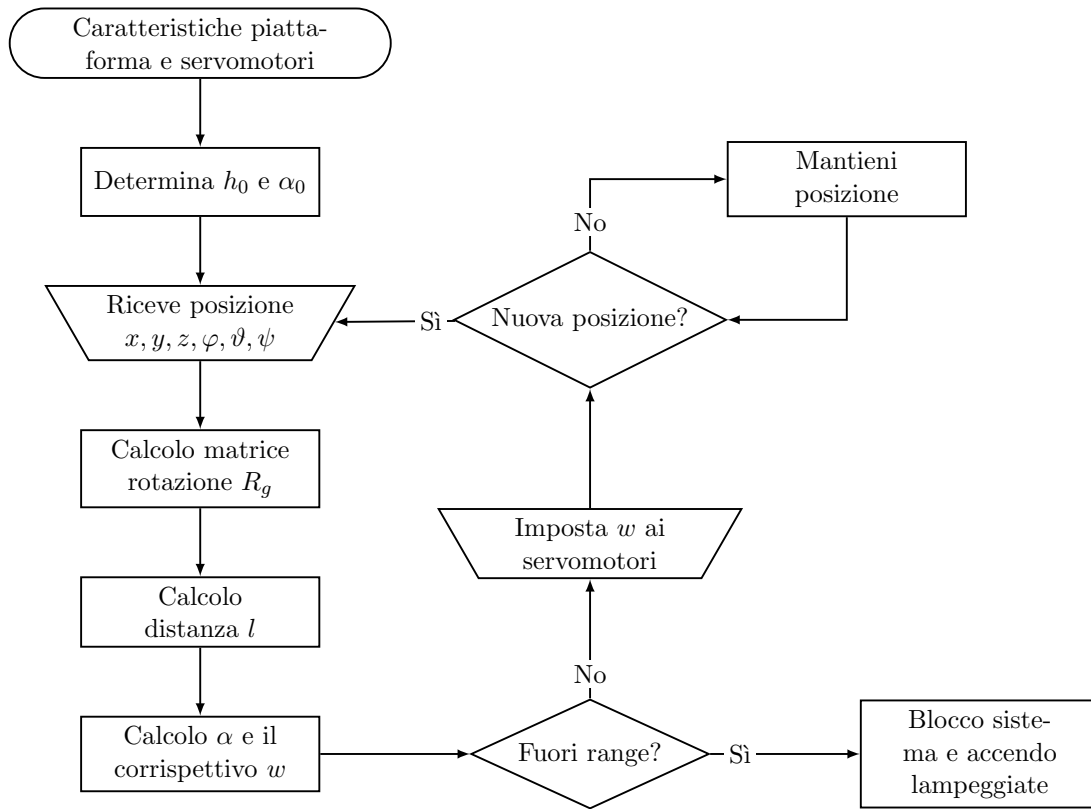 Caratteristiche piatta-
forma e servomotori
Determina h₀ e α₀
Riceve posizione
x, y, z, φ, ϑ, ψ
Calcolo matrice
rotazione R_g
Calcolo
distanza l
Calcolo α e il
corrispettivo w
Fuori range?
Sì
Blocco siste-
ma e accendo
lampeggiate
No
Imposta w ai
servomotori
Nuova posizione?
Sì
No
Mantieni
posizione